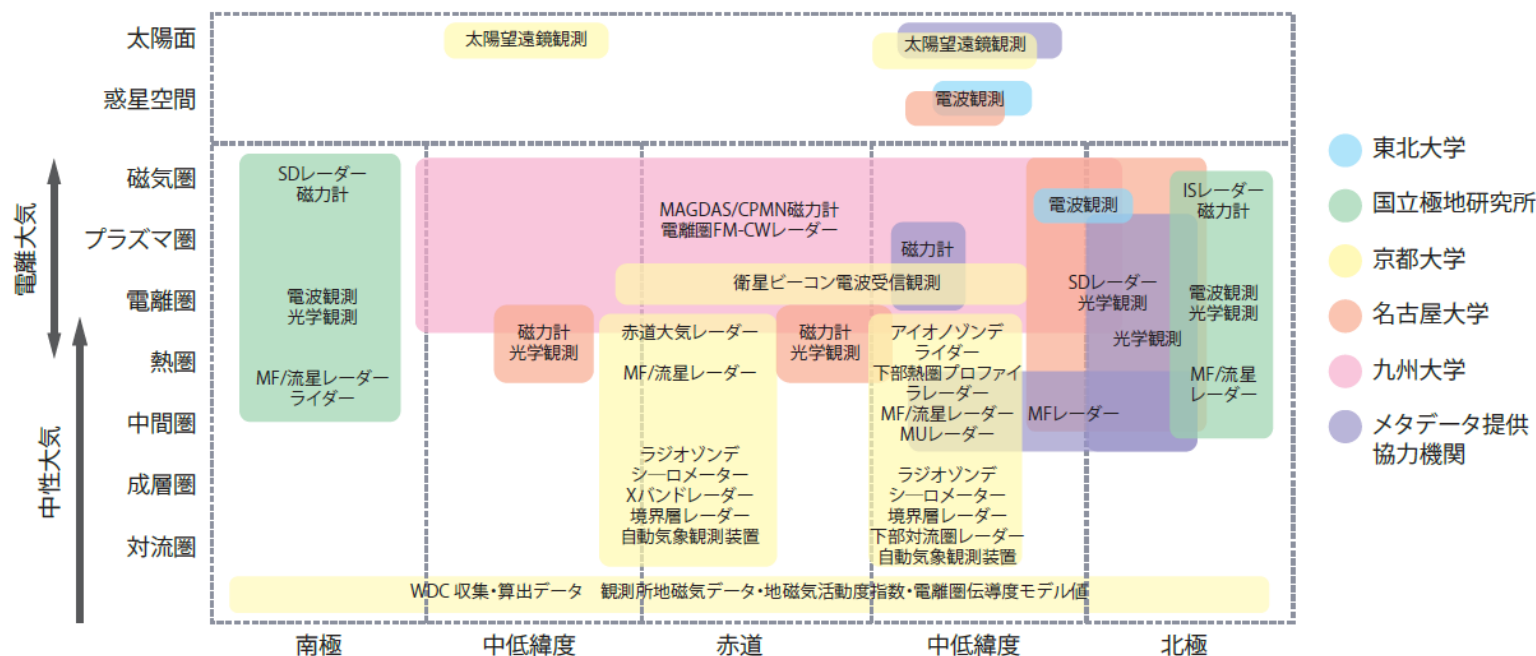 太陽面
太陽望遠鏡観測
太陽望遠鏡観測
惑星空間
電波観測
電離大気
中性大気
磁気圏
プラズマ圏
電離圏
熱圏
中間圏
成層圏
対流圏
SDレーダー
磁力計
電波観測
光学観測
MF/流星レーダー
ライダー
MAGDAS/CPMN磁力計
電離圏FM-CWレーダー
磁力計
衛星ビーコン電波受信観測
磁力計
光学観測
赤道大気レーダー
MF/流星レーダー
ラジオゾンデ
シーロメーター
Xバンドレーダー
境界層レーダー
自動気象観測装置
磁力計
光学観測
アイオノゾンデ
ライダー
下部熱圏プロファイ
ラレーダー
MF/流星レーダー
MUレーダー
ラジオゾンデ
シーロメーター
境界層レーダー
下部対流圏レーダー
自動気象観測装置
電波観測
SDレーダー
光学観測
光学観測
MFレーダー
ISレーダー
磁力計
電波観測
光学観測
MF/流星
レーダー
WDC 収集・算出データ　観測所地磁気データ・地磁気活動度指数・電離圏伝導度モデル値
南極
中低緯度
赤道
中低緯度
北極
東北大学
国立極地研究所
京都大学
名古屋大学
九州大学
メタデータ提供
協力機関